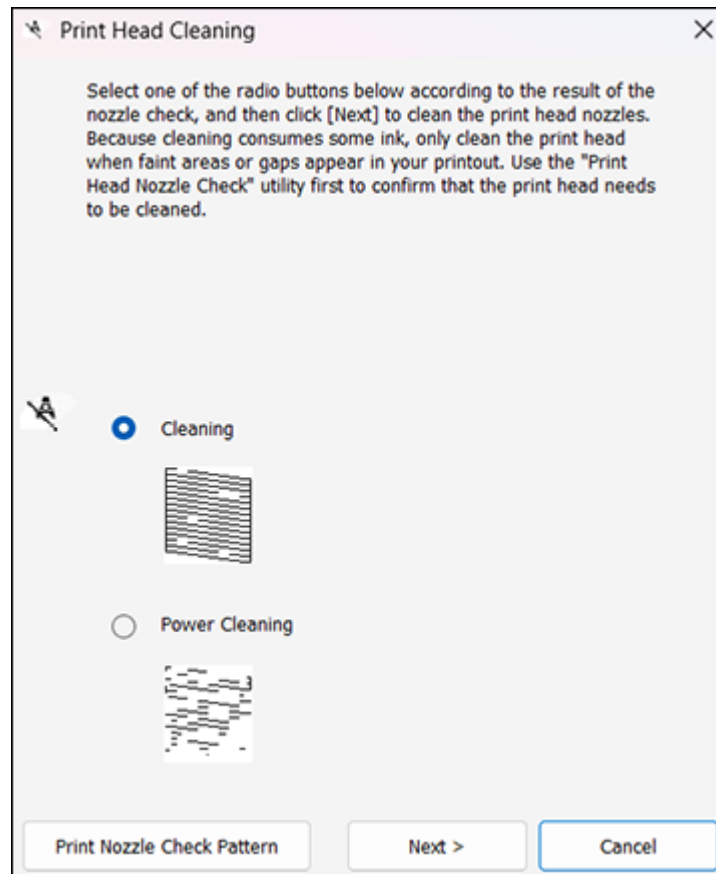 Print Head Cleaning
Select one of the radio buttons below according to the result of the
nozzle check, and then click [Next] to clean the print head nozzles.
Because cleaning consumes some ink, only clean the print head
when faint areas or gaps appear in your printout. Use the "Print
Head Nozzle Check" utility first to confirm that the print head needs
to be cleaned.
Cleaning
Power Cleaning
Print Nozzle Check Pattern
Next >
Cancel